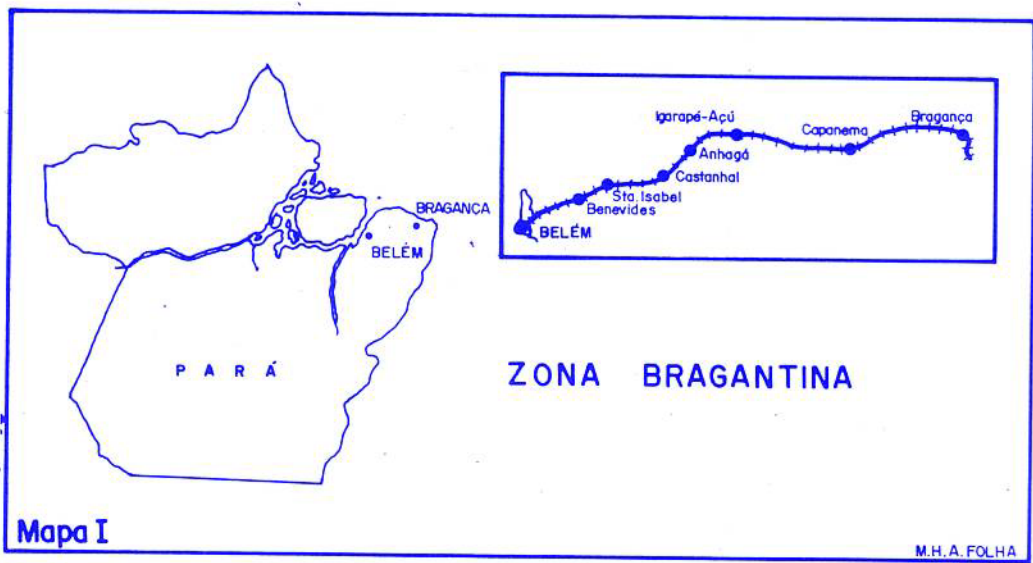 Igarapé-Açú
Bragança
Capanema
Anhagá
Castanhal
Sta. Isabel
Benevides
BELÉM
BRAGANÇA
BELÉM
PARÁ
ZONA BRAGANTINA
Mapa I
M.H.A. FOLHA